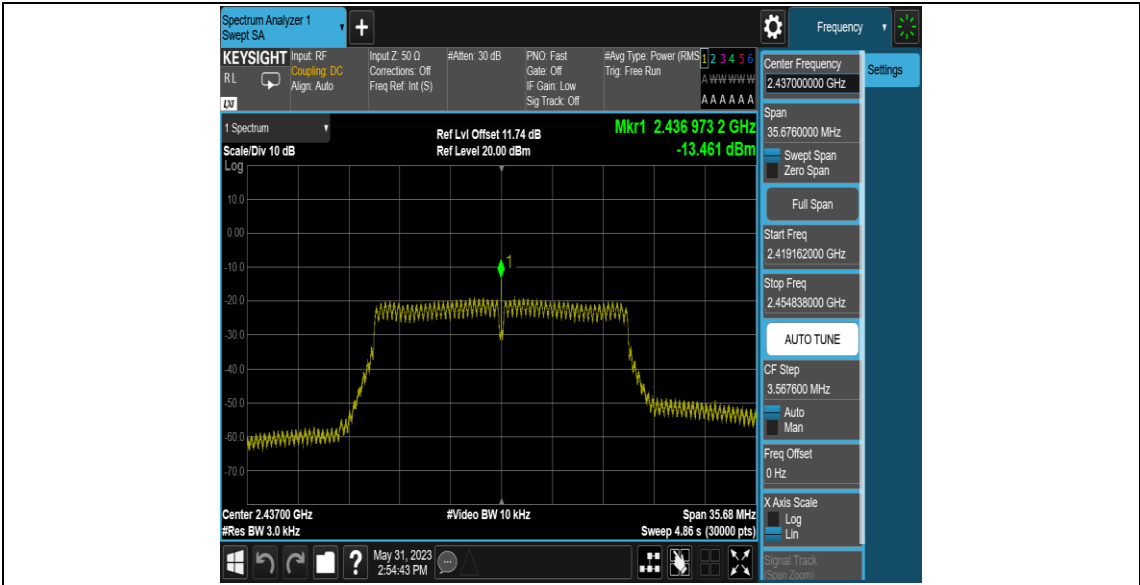 Spectrum Analyzer 1
Swept SA
+
Frequency
KEYSIGHT
RL
LXI
Input: RF
Coupling: DC
Align: Auto
Input Z: 50 Ω
Corrections: Off
Freq Ref: Int (S)
#Atten: 30 dB
PNO: Fast
Gate: Off
IF Gain: Low
Sig Track: Off
#Avg Type: Power (RMS
Trig: Free Run
1 2 3 4 5 6
A W W W W W
A A A A A A
Center Frequency
2.437000000 GHz
Settings
Span
35.6760000 MHz
Swept Span
Zero Span
Full Span
Start Freq
2.419162000 GHz
Stop Freq
2.454838000 GHz
AUTO TUNE
CF Step
3.567600 MHz
Auto
Man
Freq Offset
0 Hz
X Axis Scale
Log
Lin
Signal Track
(Span Zoom)
1 Spectrum
Scale/Div 10 dB
Log
Ref Lvl Offset 11.74 dB
Ref Level 20.00 dBm
Mkr1 2.436 973 2 GHz
-13.461 dBm
10.0
0.00
-10.0
-20.0
-30.0
-40.0
-50.0
-60.0
-70.0
1
Center 2.43700 GHz
#Res BW 3.0 kHz
#Video BW 10 kHz
Span 35.68 MHz
Sweep 4.86 s (30000 pts)
?
May 31, 2023
2:54:43 PM